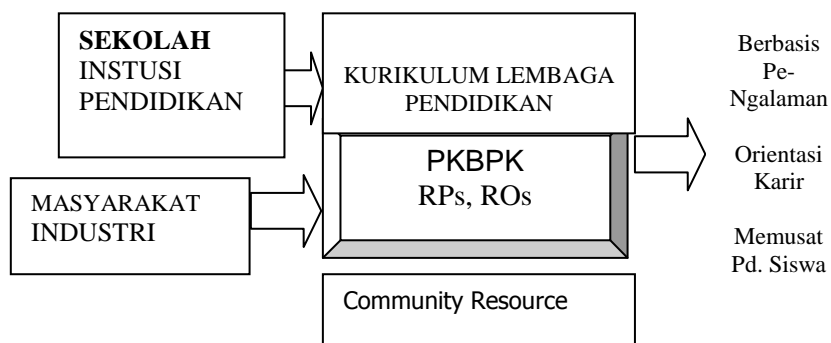 SEKOLAH
INSTUSI
PENDIDIKAN
MASYARAKAT
INDUSTRI
KURIKULUM LEMBAGA
PENDIDIKAN
PKBPK
RPs, ROs
Community Resource
Berbasis
Pe-
Ngalaman
Orientasi
Karir
Memusat
Pd. Siswa